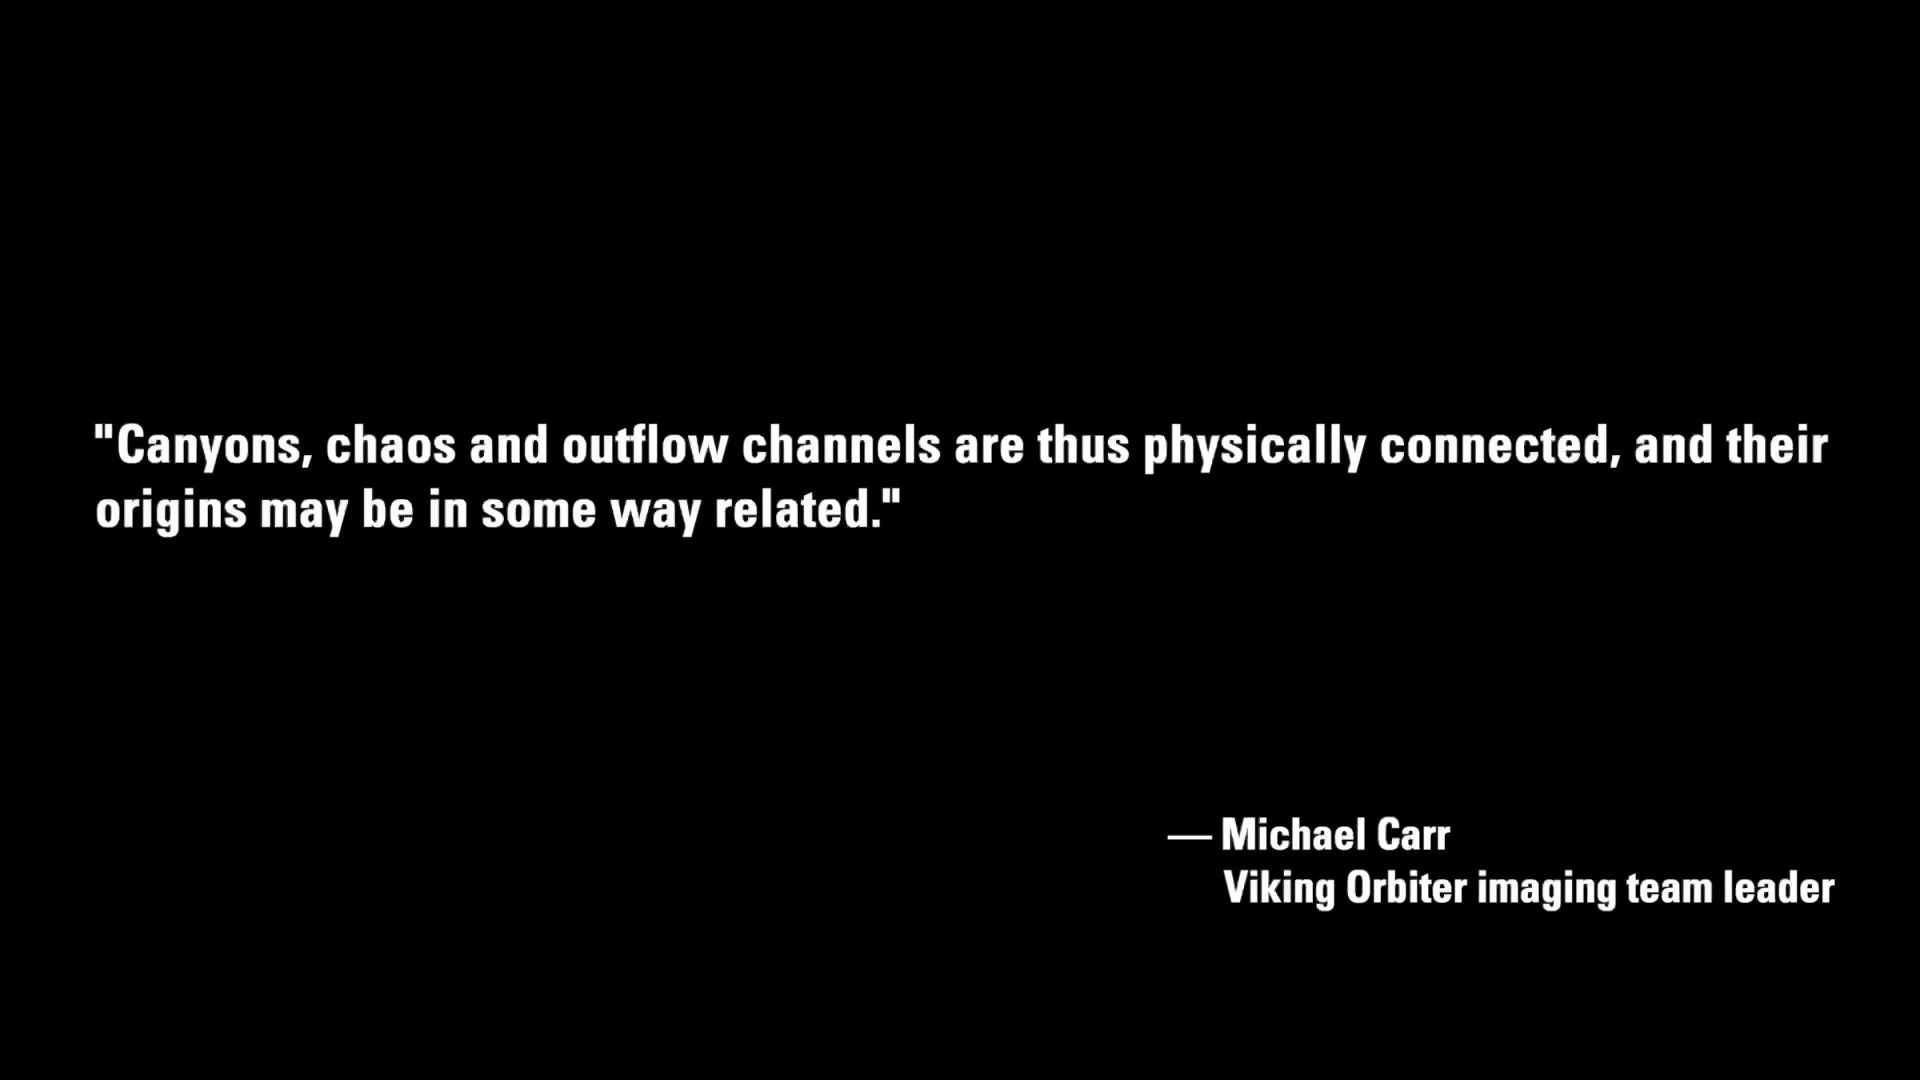 "Canyons, chaos and outflow channels are thus physically connected, and their
origins may be in some way related."
— Michael Carr
Viking Orbiter imaging team leader